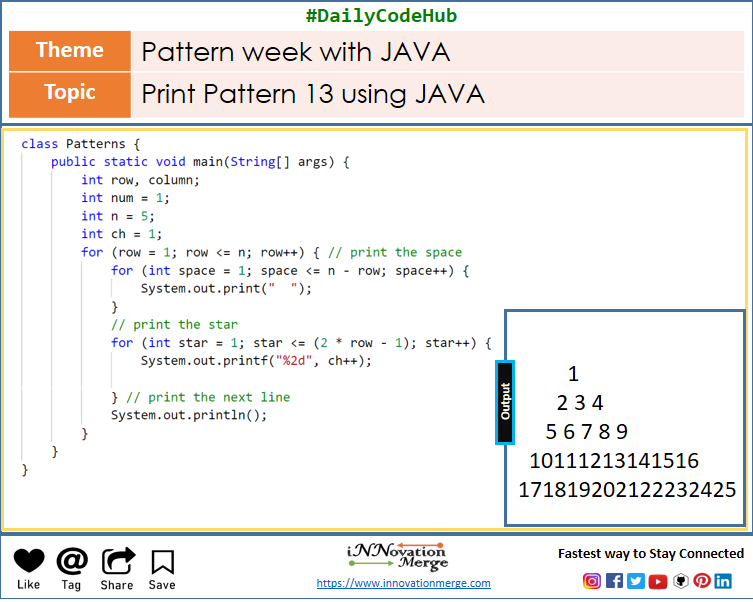 #DailyCodeHub
Theme
Pattern week with JAVA
Topic
Print Pattern 13 using JAVA
class Patterns {
public static void main(String[] args) {
int row, column;
int num = 1;
int n = 5;
int ch = 1;
for (row = 1; row <= n; row++) { // print the space
for (int space = 1; space <= n - row; space++) {
System.out.print("  ");
}
// print the star
for (int star = 1; star <= (2 * row - 1); star++) {
System.out.printf("%2d", ch++);
} // print the next line
System.out.println();
}
}
}
Output
1
2 3 4
5 6 7 8 9
10111213141516
171819202122232425
Like
Tag
Share
Save
iNNovation
Merge
https://www.innovationmerge.com
Fastest way to Stay Connected